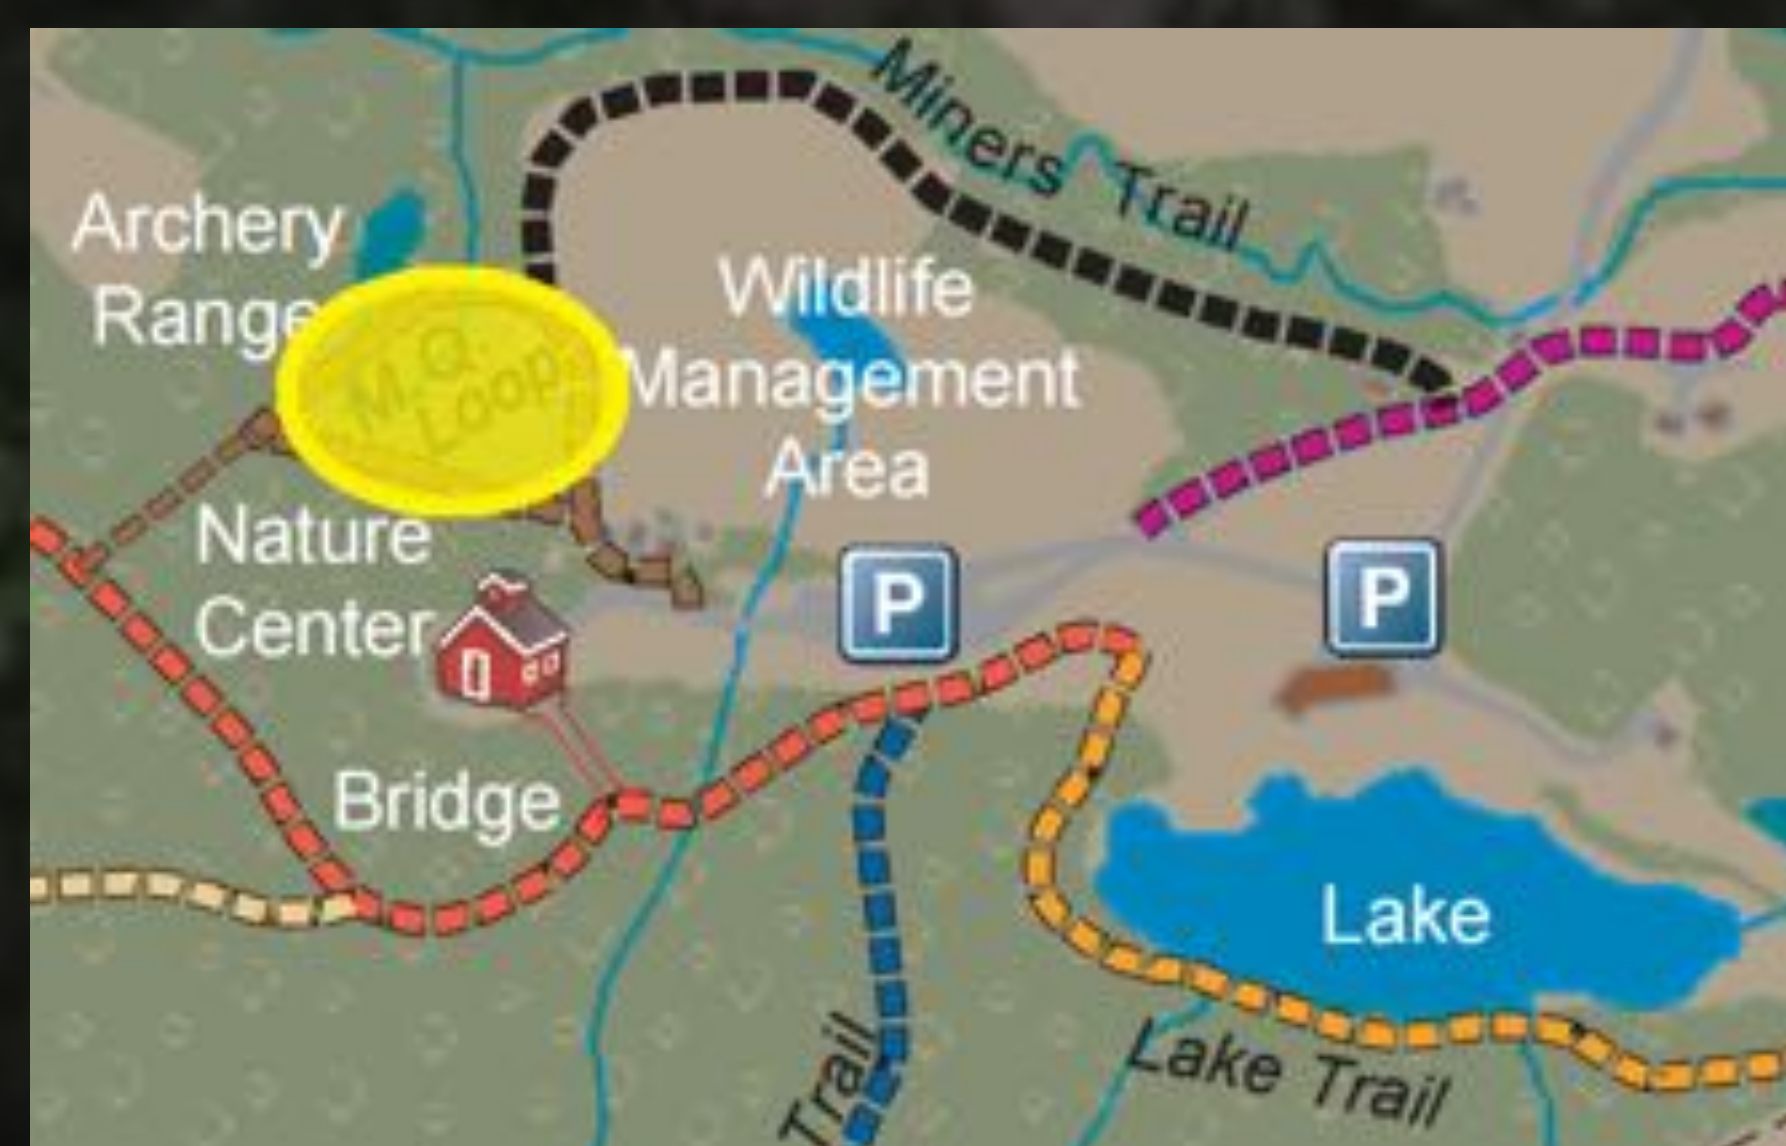 Miners Trail
Archery
Range
Wildlife
Management
Area
M.Q.
Loop
Nature
Center
P
P
Bridge
Lake
Trail
Lake Trail